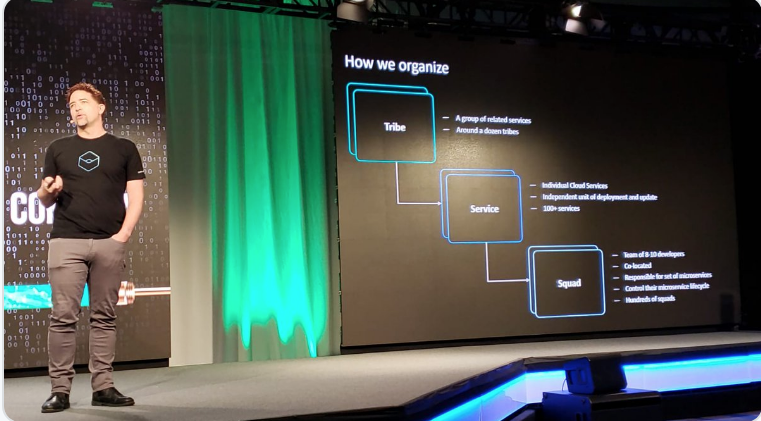 How we organize
Tribe
— A group of related services
— Around a dozen tribes
Service
— Individual Cloud Services
— Independent unit of deployment and update
— 100+ services
Squad
— Team of 8-10 developers
— Co-located
— Responsible for set of microservices
— Control their microservice lifecycle
— Hundreds of squads